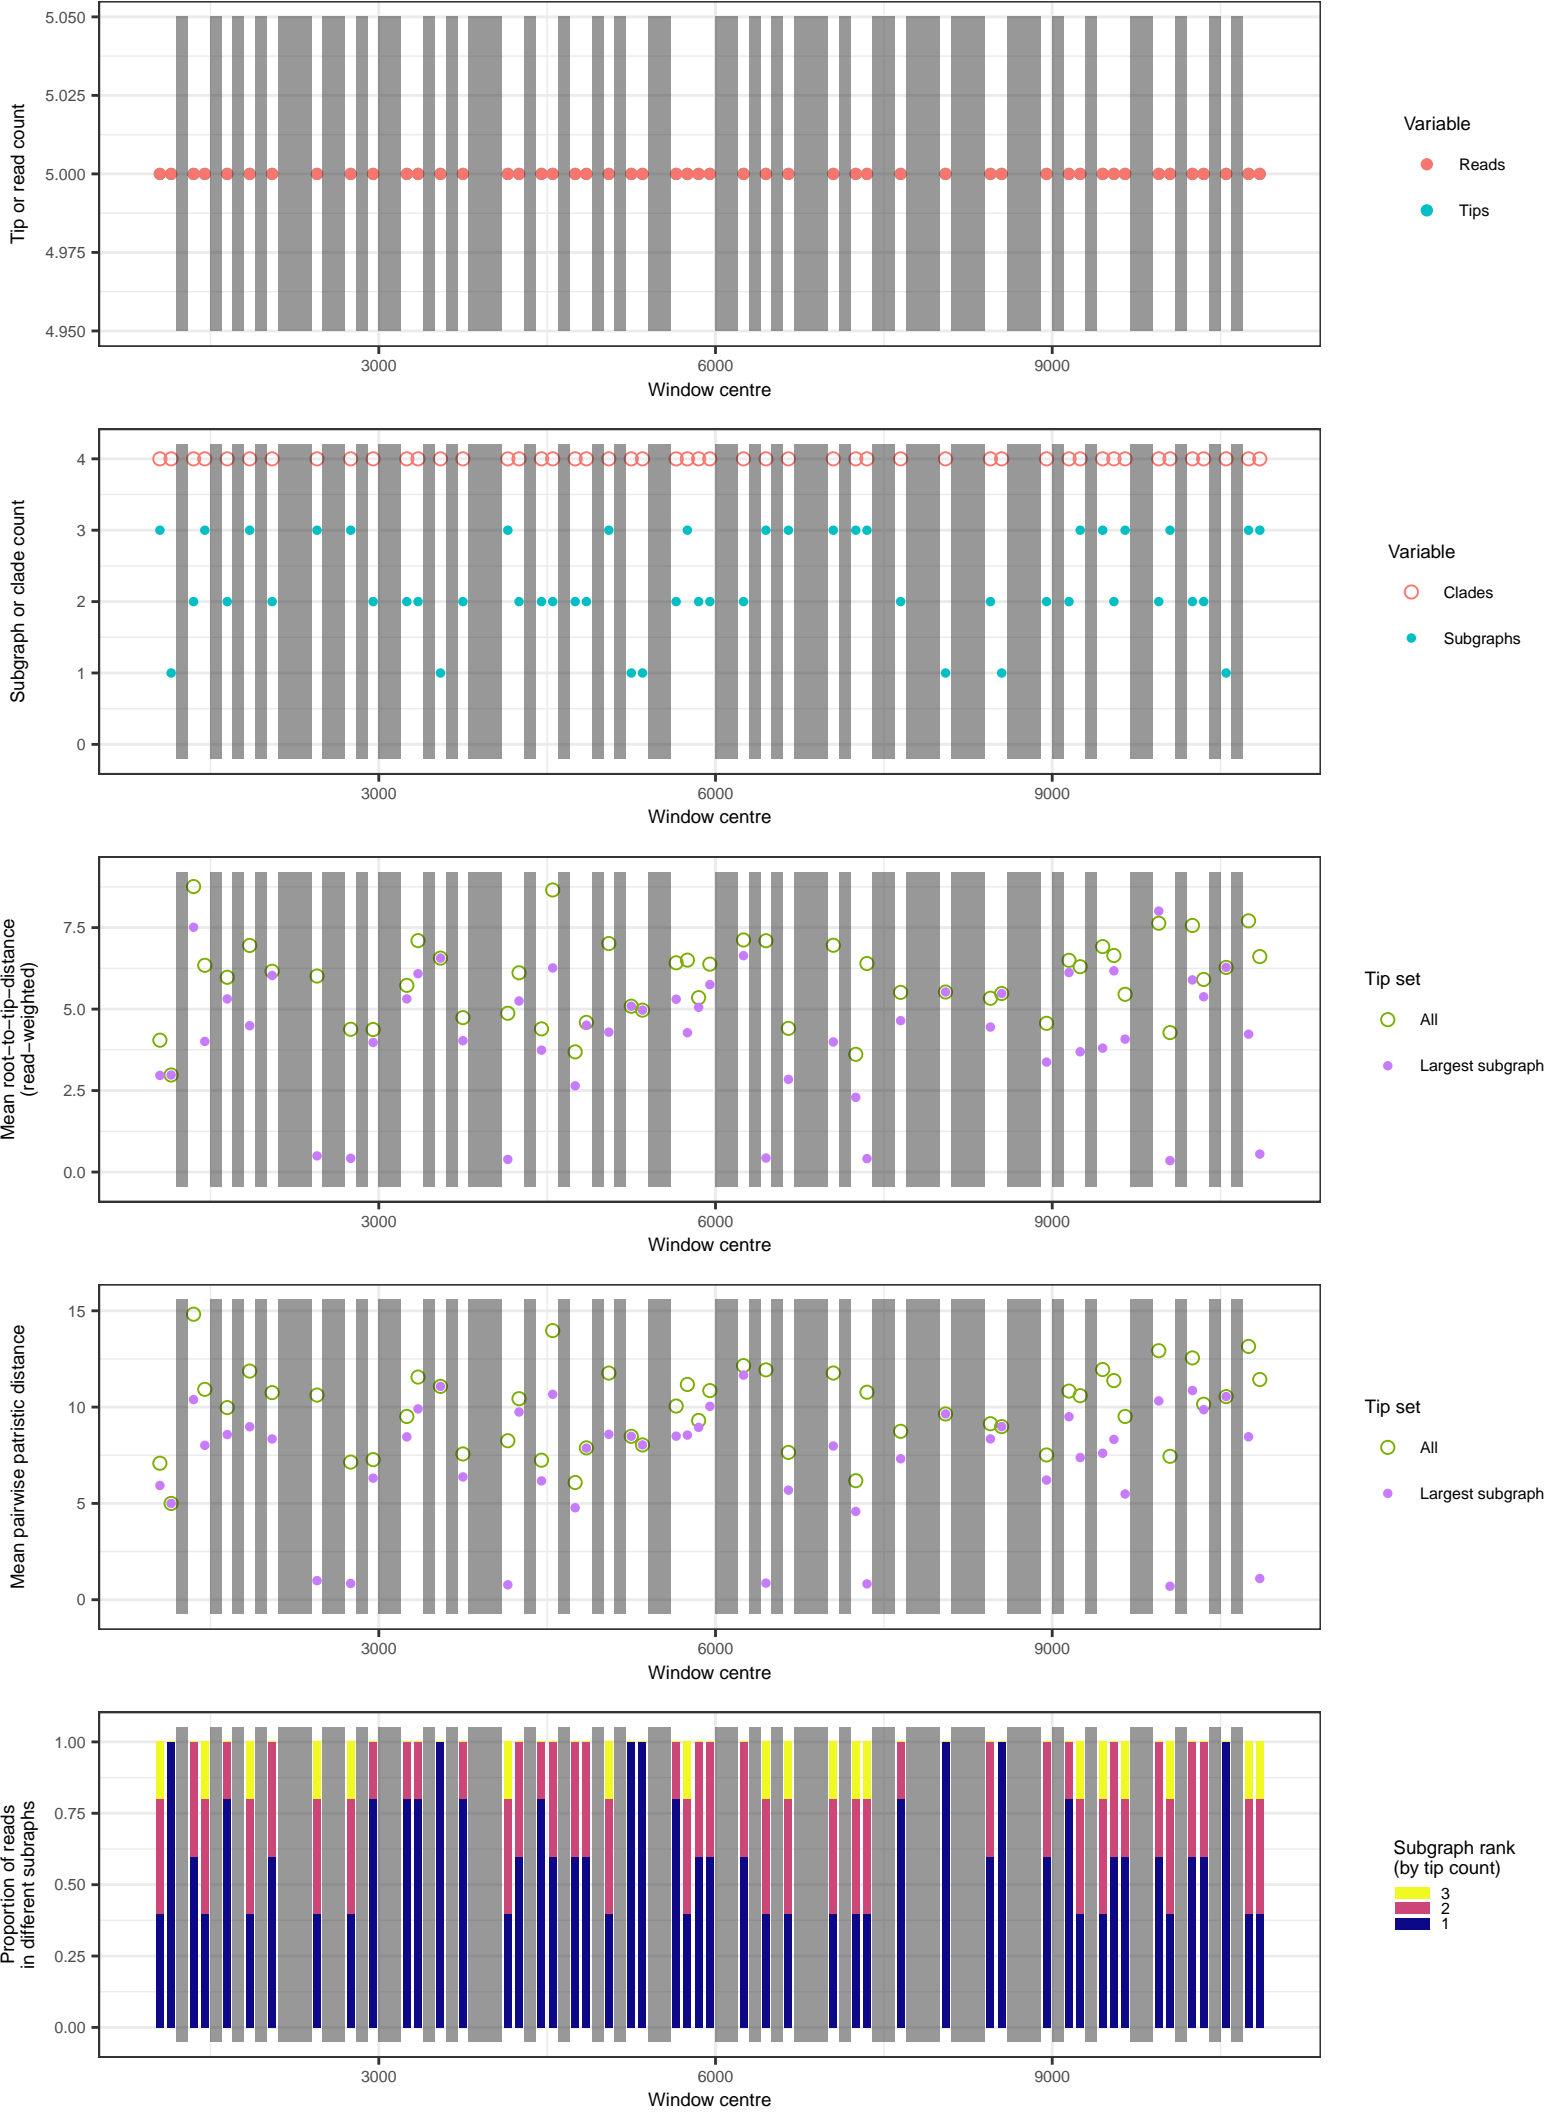 5.050
5.025
5.000
4.975
4.950
Tip or read count
3000 6000 9000
Window centre
Variable
Reads
Tips
4
3
2
1
0
Subgraph or clade count
3000 6000 9000
Window centre
Variable
Clades
Subgraphs
7.5
5.0
2.5
0.0
Mean root−to−tip−distance
(read−weighted)
3000 6000 9000
Window centre
Tip set
All
Largest subgraph
15
10
5
0
Mean pairwise patristic distance
3000 6000 9000
Window centre
Tip set
All
Largest subgraph
1.00
0.75
0.50
0.25
0.00
Proportion of reads
in different subraphs
3000 6000 9000
Window centre
Subgraph rank
(by tip count)
3
2
1